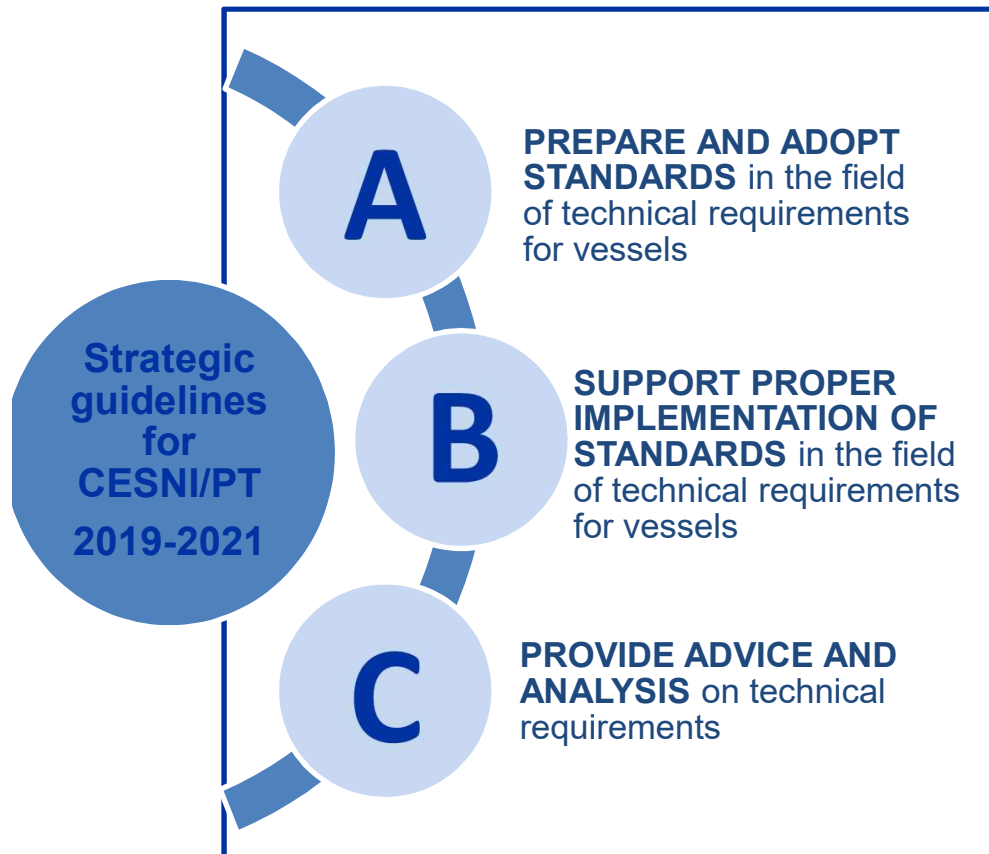 Strategic
guidelines
for
CESNI/PT
2019-2021
A
PREPARE AND ADOPT
STANDARDS in the field
of technical requirements
for vessels
B
SUPPORT PROPER
IMPLEMENTATION OF
STANDARDS in the field
of technical requirements
for vessels
C
PROVIDE ADVICE AND
ANALYSIS on technical
requirements